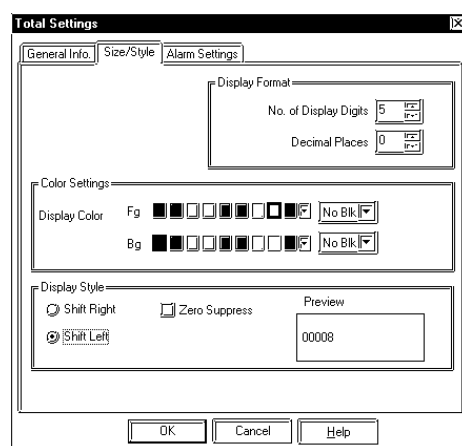 Total Settings
General Info. Size/Style Alarm Settings
Display Format
No. of Display Digits 5
Decimal Places 0
Color Settings
Display Color Fg No Blk
Bg No Blk
Display Style
Shift Right Zero Suppress Preview
Shift Left 00008
OK Cancel Help